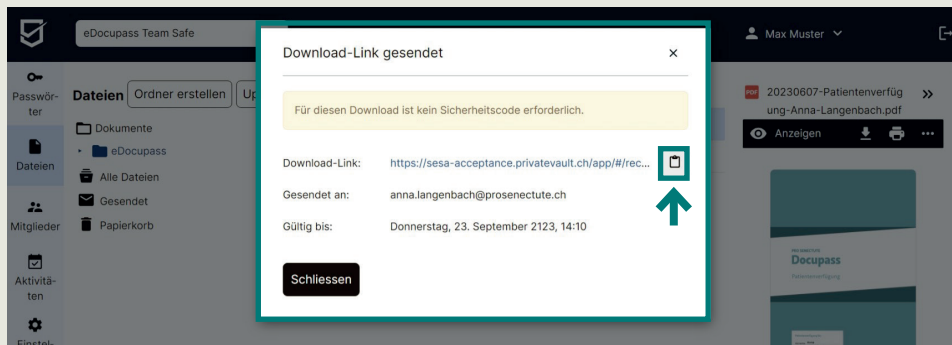 eDocupass Team Safe
Max Muster
Passwör-
ter
Dateien
Mitglieder
Aktivitä-
ten
Einstel-
Dateien
Ordner erstellen
Up
Dokumente
eDocupass
Alle Dateien
Gesendet
Papierkorb
Download-Link gesendet
Für diesen Download ist kein Sicherheitscode erforderlich.
Download-Link: https://sesa-acceptance.privatevault.ch/app/#/rec...
Gesendet an: anna.langenbach@prosenectute.ch
Gültig bis: Donnerstag, 23. September 2123, 14:10
Schliessen
PDF
20230607-Patientenverfüg
ung-Anna-Langenbach.pdf
Anzeigen
PRO SENECTUTE
Docupass
Patientenverfügung